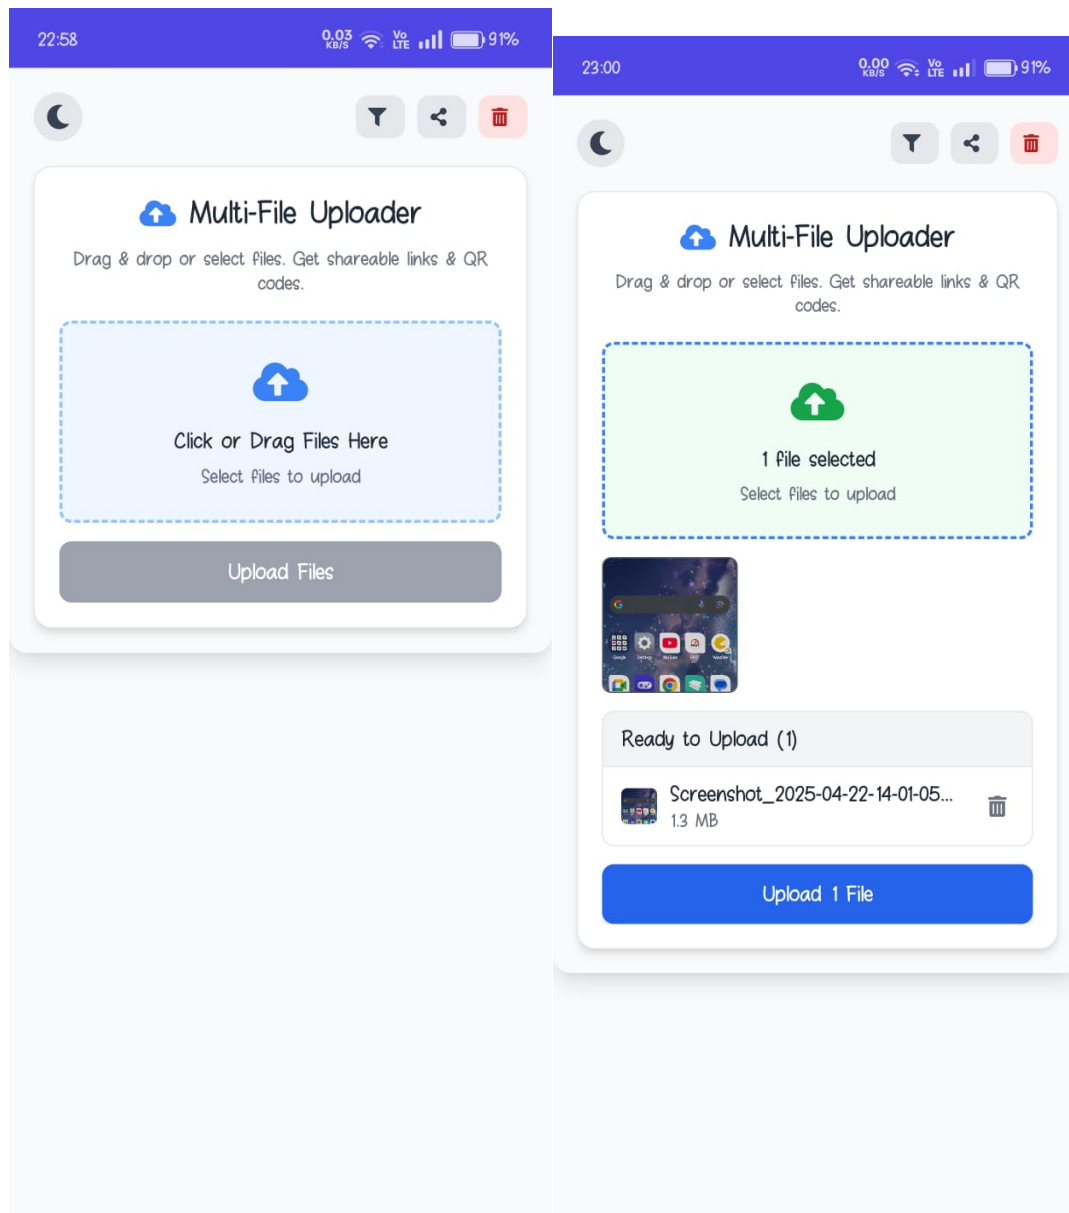 22:58
0.03 KB/S
Vo LTE
91%
Multi-File Uploader
Drag & drop or select files. Get shareable links & QR
codes.
Click or Drag Files Here
Select files to upload
Upload Files
23:00
0.00 KB/S
Vo LTE
91%
Multi-File Uploader
Drag & drop or select files. Get shareable links & QR
codes.
1 file selected
Select files to upload
Ready to Upload (1)
Screenshot_2025-04-22-14-01-05...
1.3 MB
Upload 1 File